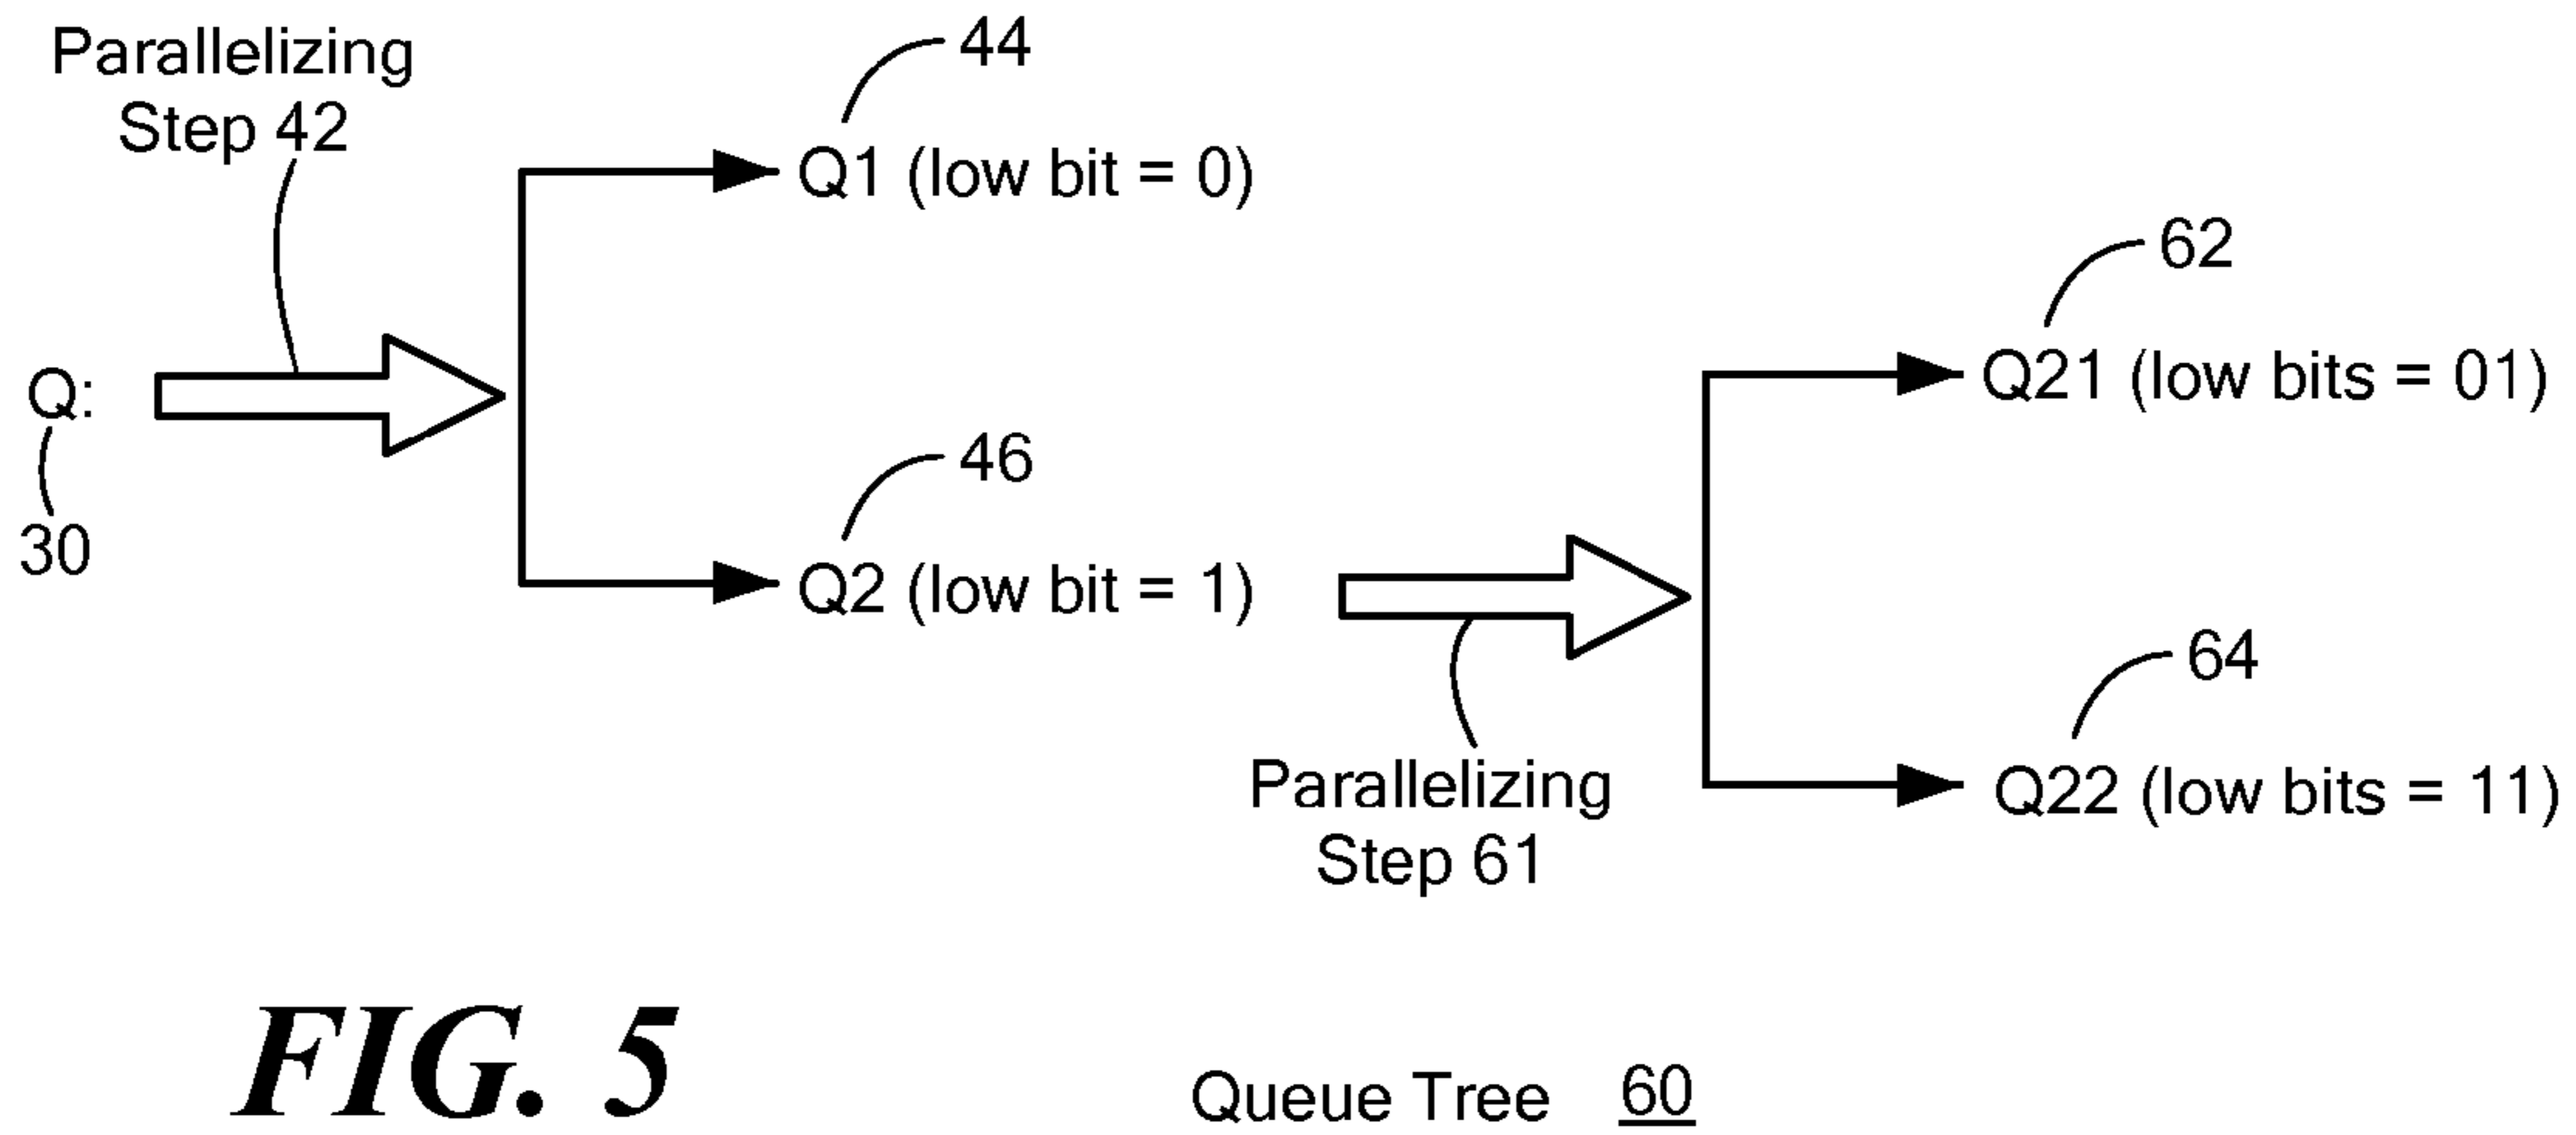 Parallelizing
Step 42
44
Q1 (low bit = 0)
62
Q21 (low bits = 01)
Q:
30
46
Q2 (low bit = 1)
64
Q22 (low bits = 11)
Parallelizing
Step 61
FIG. 5
Queue Tree 60